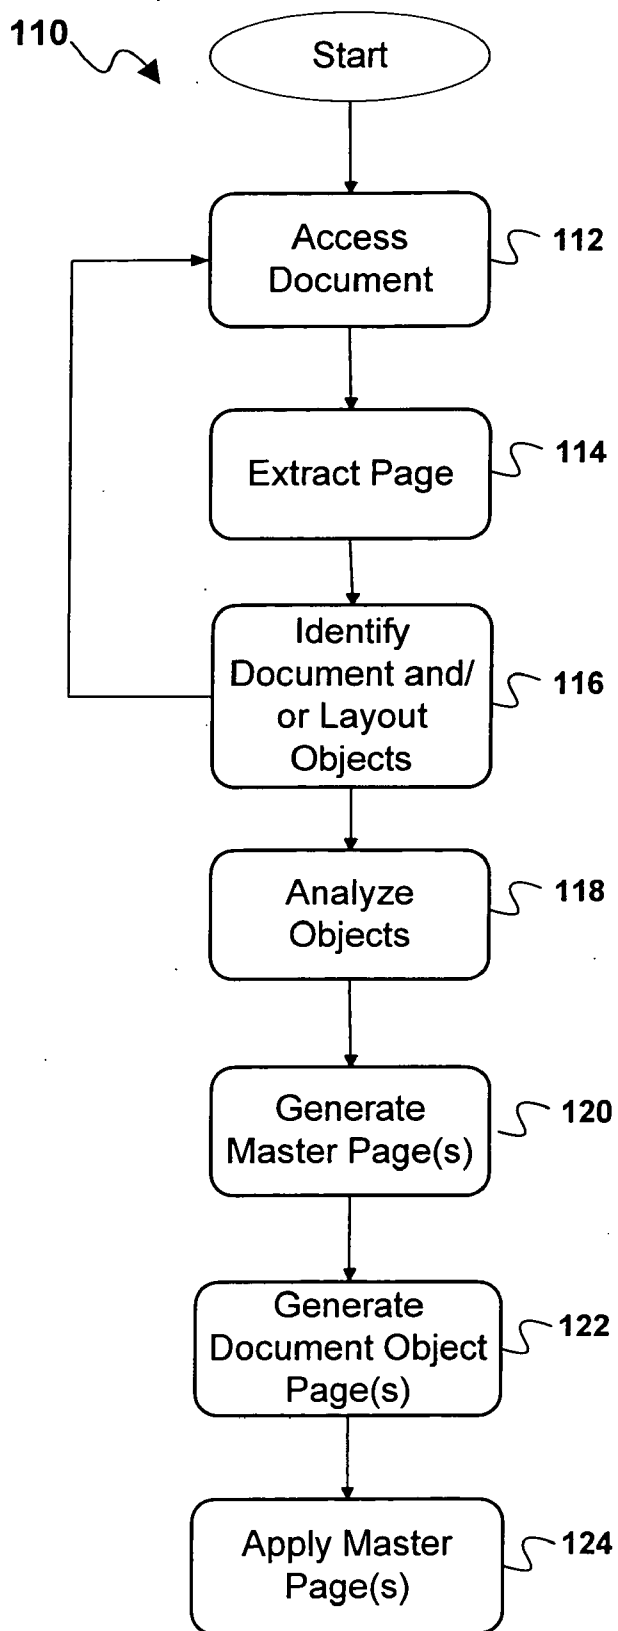 110
Start
Access
Document
112
Extract Page
114
Identify
Document and/
or Layout
Objects
116
Analyze
Objects
118
Generate
Master Page(s)
120
Generate
Document Object
Page(s)
122
Apply Master
Page(s)
124